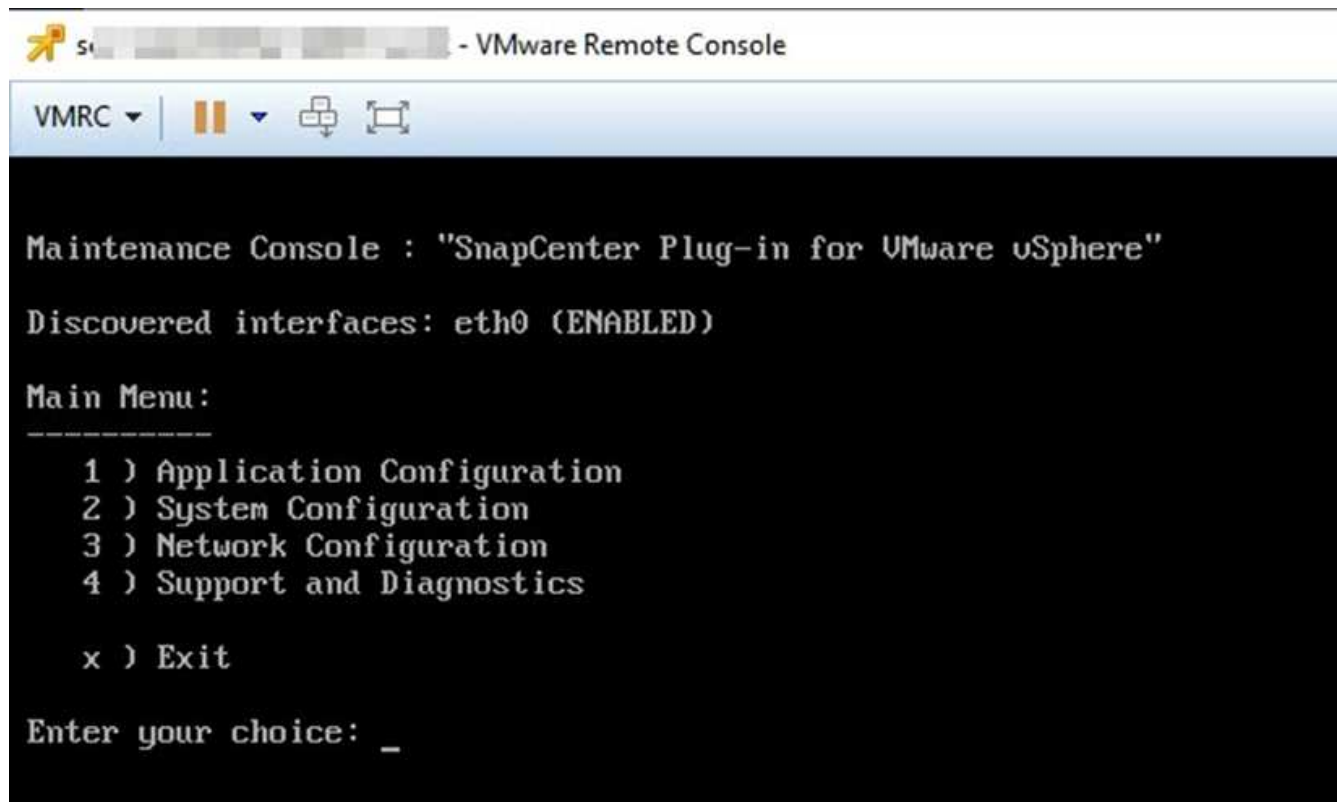 - VMware Remote Console
VMRC
Maintenance Console : "SnapCenter Plug-in for VMware vSphere"
Discovered interfaces: eth0 (ENABLED)
Main Menu:
----------
1 ) Application Configuration
2 ) System Configuration
3 ) Network Configuration
4 ) Support and Diagnostics
x ) Exit
Enter your choice: _